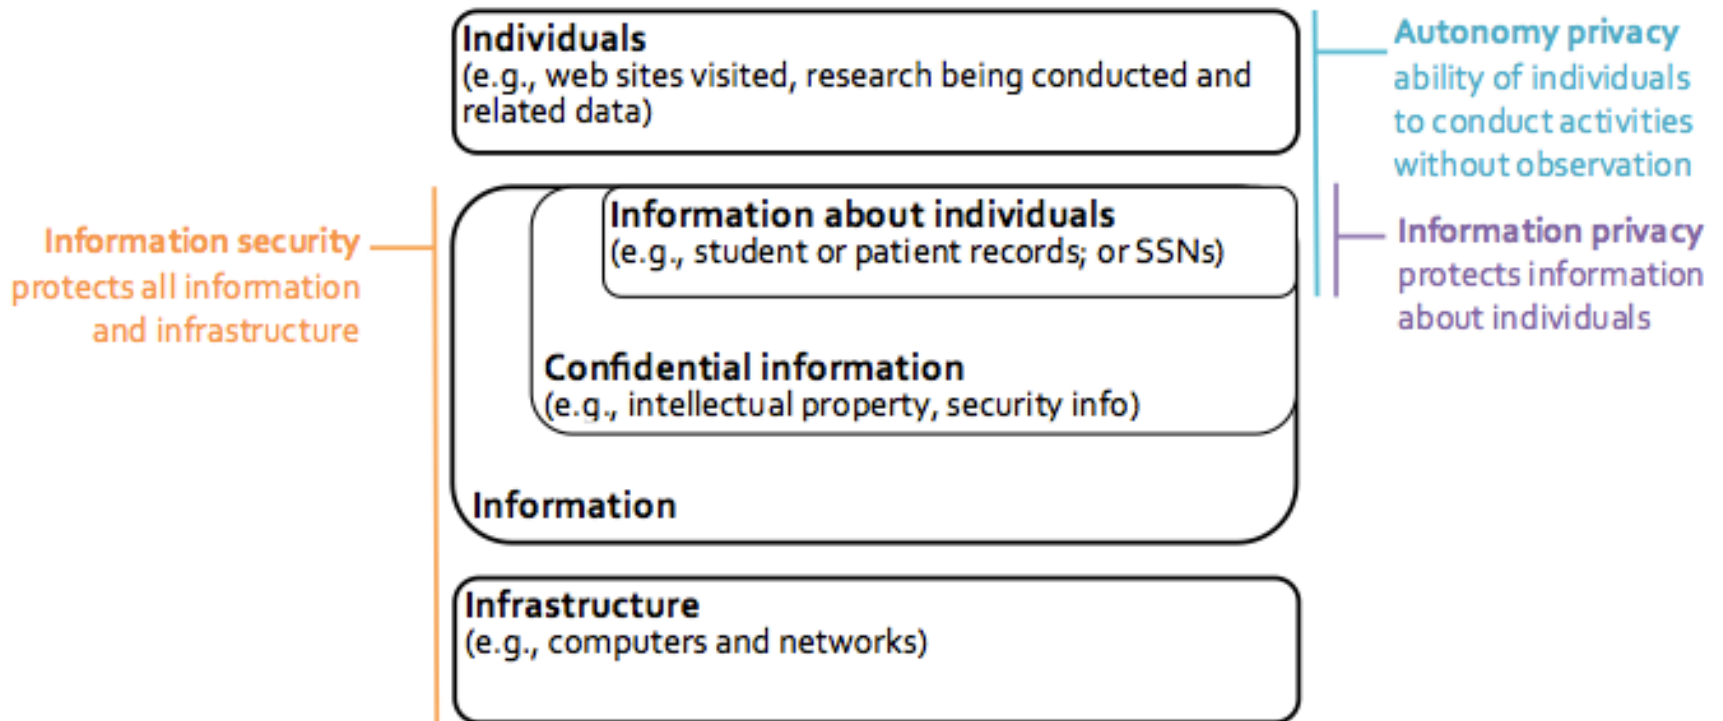 Individuals
(e.g., web sites visited, research being conducted and
related data)
Autonomy privacy
ability of individuals
to conduct activities
without observation
Information security
protects all information
and infrastructure
Information about individuals
(e.g., student or patient records; or SSNs)
Information privacy
protects information
about individuals
Confidential information
(e.g., intellectual property, security info)
Information
Infrastructure
(e.g., computers and networks)